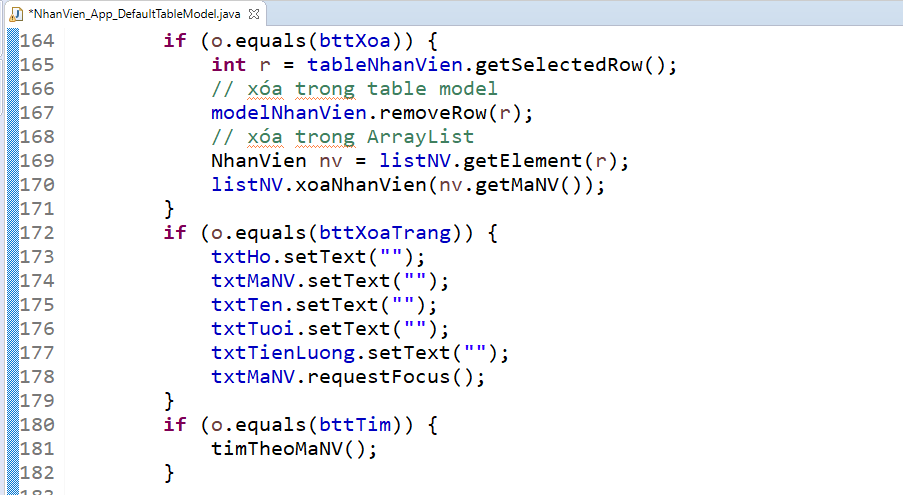 *NhanVien_App_DefaultTableModel.java
164 if (o.equals(bttXoa)) {
165 int r = tableNhanVien.getSelectedRow();
166 // xóa trong table model
167 modelNhanVien.removeRow(r);
168 // xóa trong ArrayList
169 NhanVien nv = listNV.getElement(r);
170 listNV.xoaNhanVien(nv.getMaNV());
171 }
172 if (o.equals(bttXoaTrang)) {
173 txtHo.setText("");
174 txtMaNV.setText("");
175 txtTen.setText("");
176 txtTuoi.setText("");
177 txtTienLuong.setText("");
178 txtMaNV.requestFocus();
179 }
180 if (o.equals(bttTim)) {
181 timTheoMaNV();
182 }